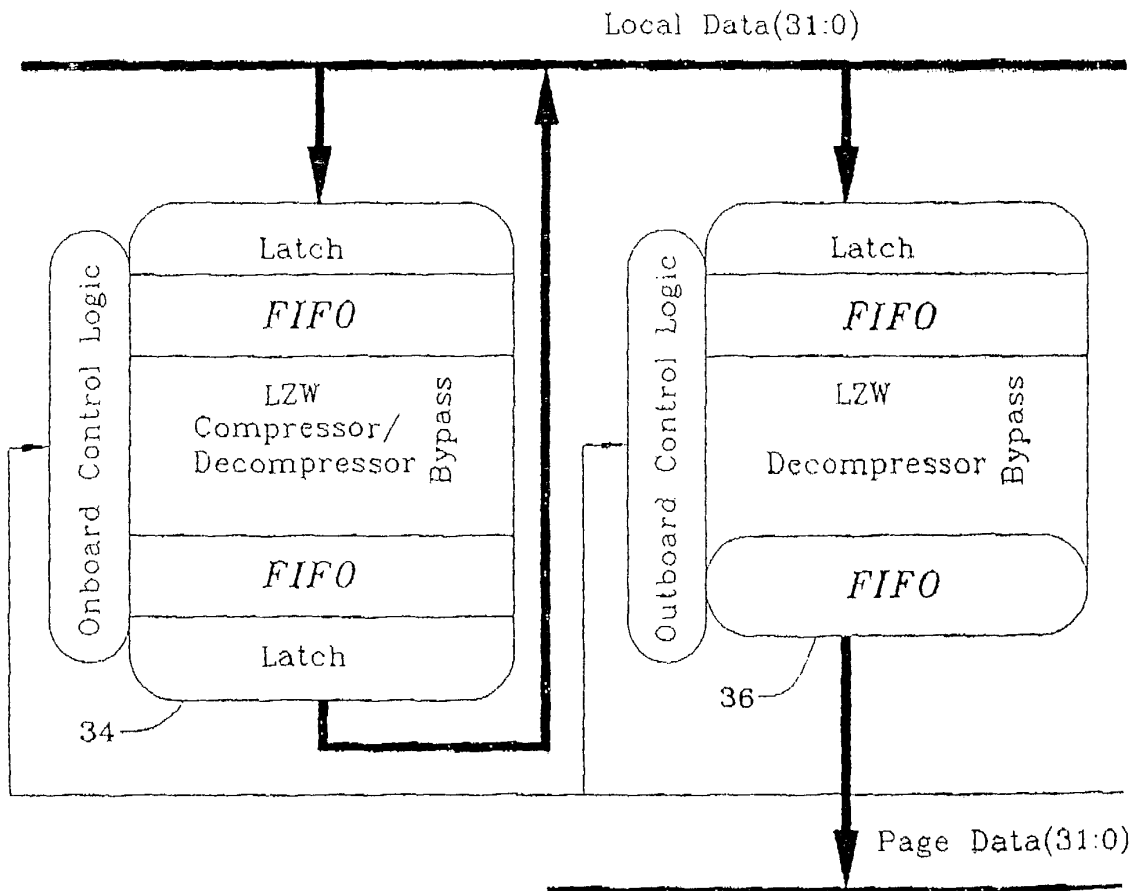 Local Data(31:0)
Onboard Control Logic
Latch
FIFO
LZW
Compressor/
Decompressor
Bypass
FIFO
Latch
34
Outboard Control Logic
Latch
FIFO
LZW
Decompressor
Bypass
FIFO
36
Page Data(31:0)